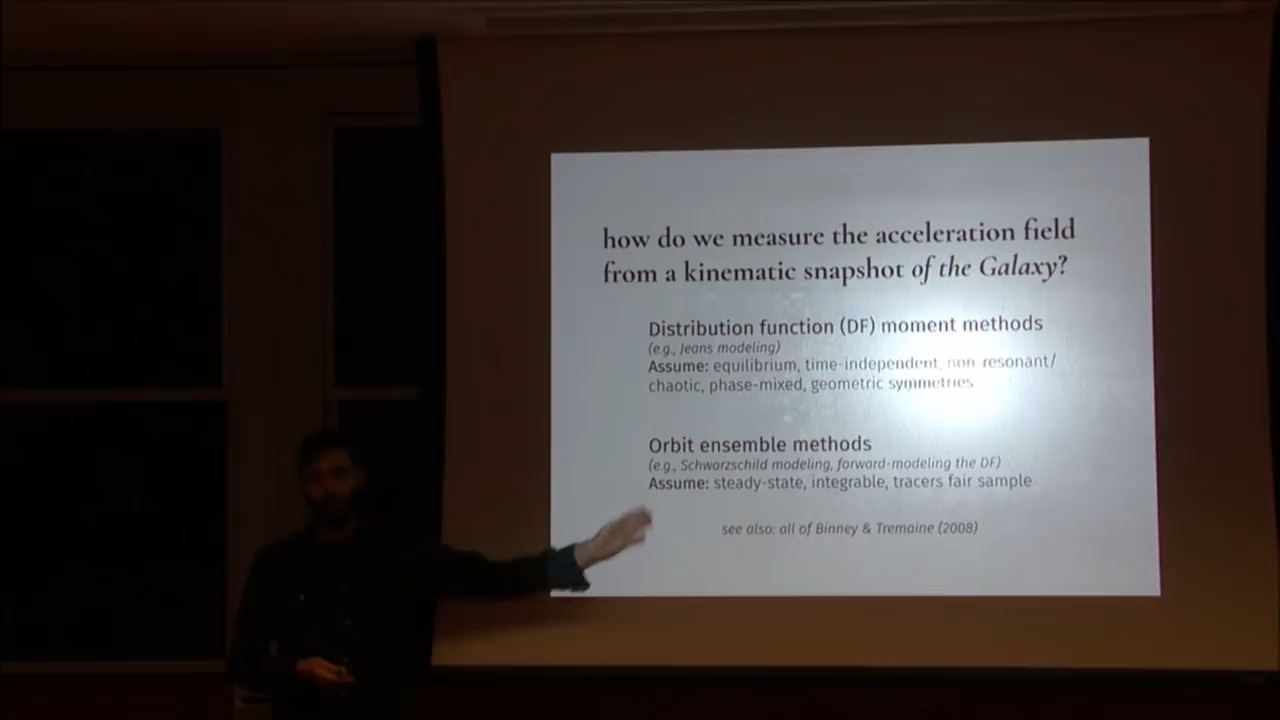 how do we measure the acceleration field
from a kinematic snapshot of the Galaxy?
Distribution function (DF) moment methods
(e.g., Jeans modeling)
Assume: equilibrium, time-independent, non-resonant/
chaotic, phase-mixed, geometric symmetries
Orbit ensemble methods
(e.g., Schwarzschild modeling, forward-modeling the DF)
Assume: steady-state, integrable, tracers fair sample
see also: all of Binney & Tremaine (2008)